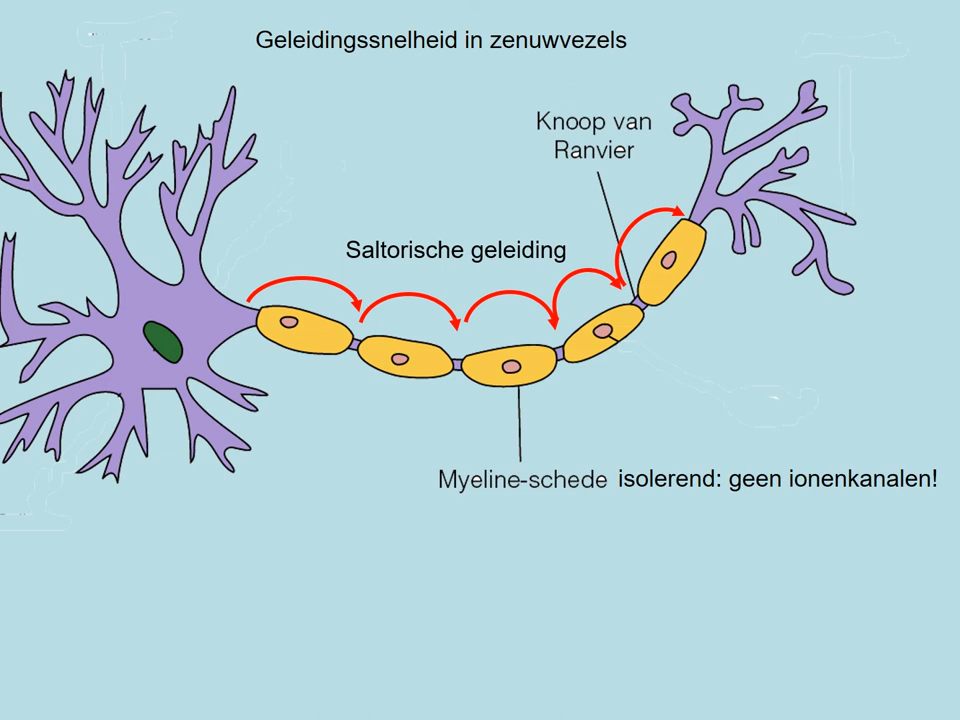 Geleidingssnelheid in zenuwvezels
Knoop van
Ranvier
Saltorische geleiding
Myeline-schede isolerend: geen ionenkanalen!